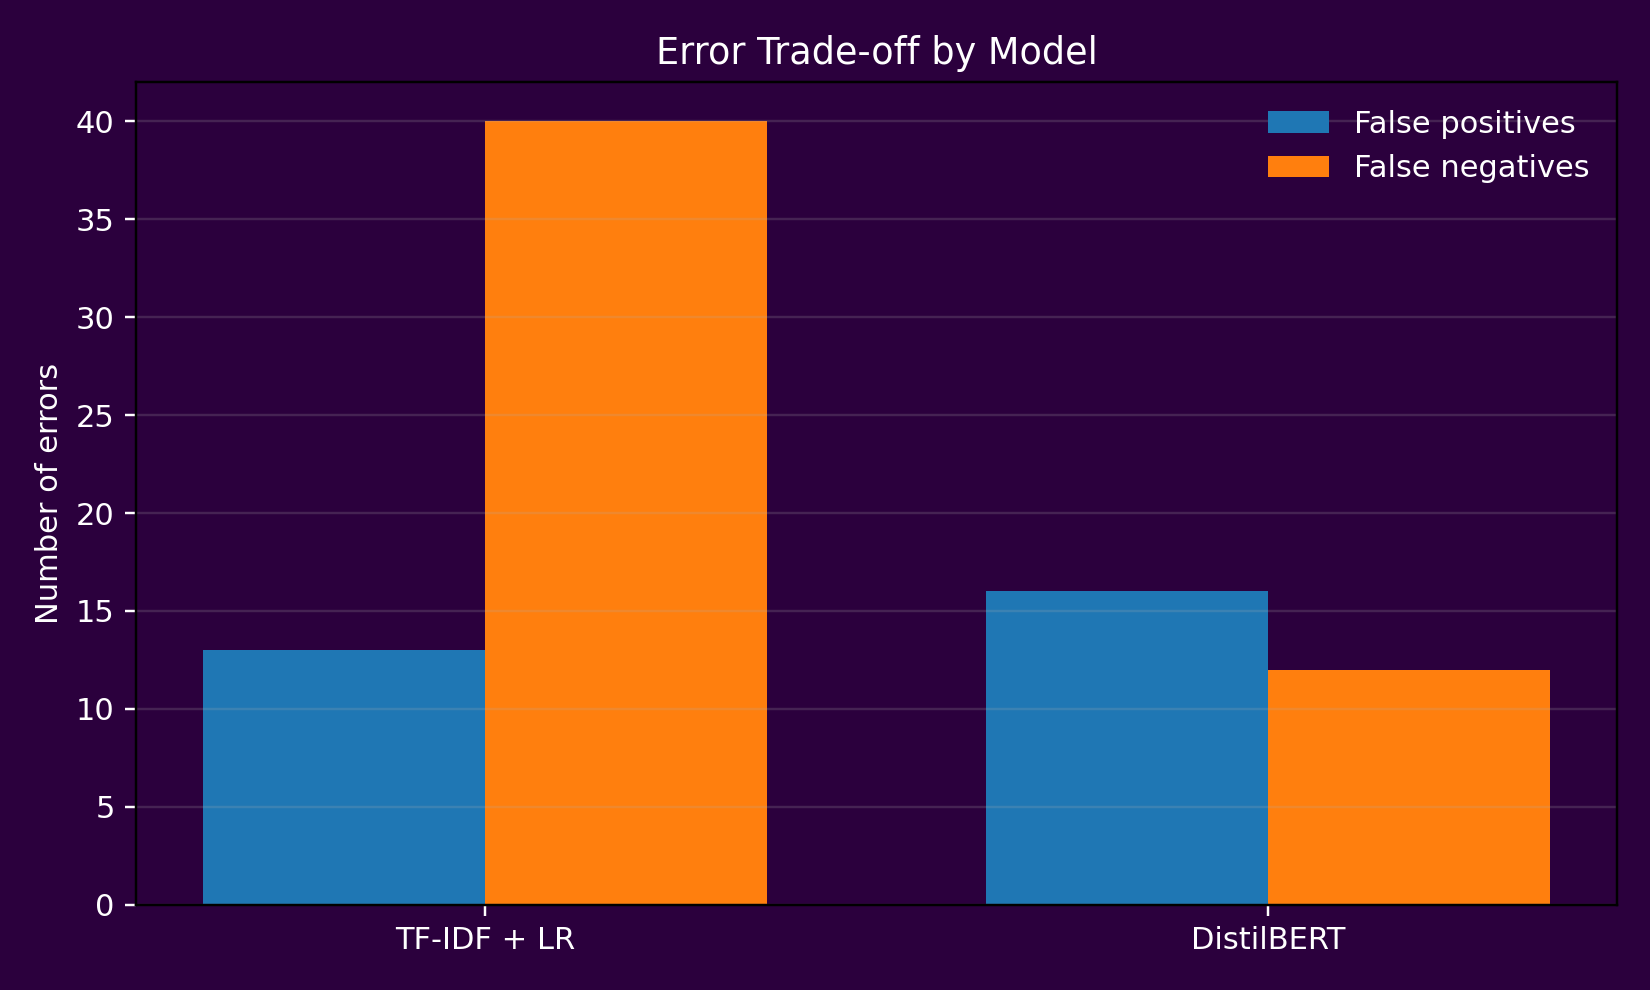 Error Trade-off by Model
False positives
False negatives
Number of errors
40
35
30
25
20
15
10
5
0
TF-IDF + LR
DistilBERT